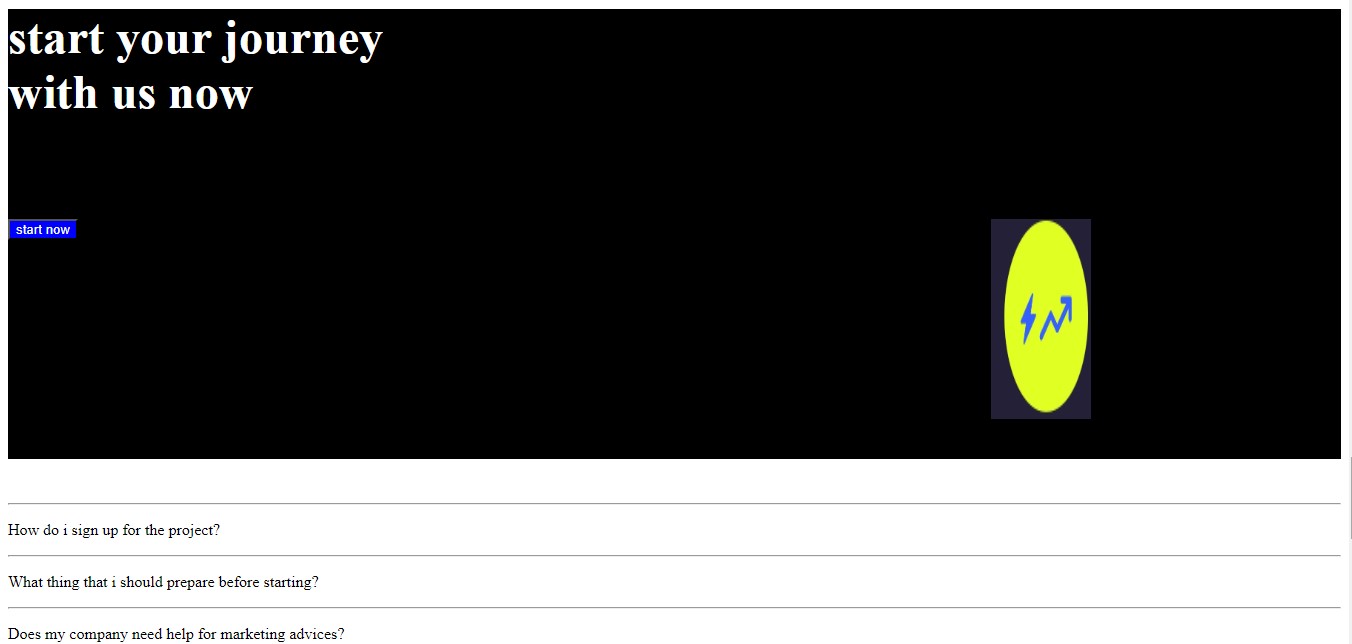 start your journey
with us now
start now
How do i sign up for the project?
What thing that i should prepare before starting?
Does my company need help for marketing advices?